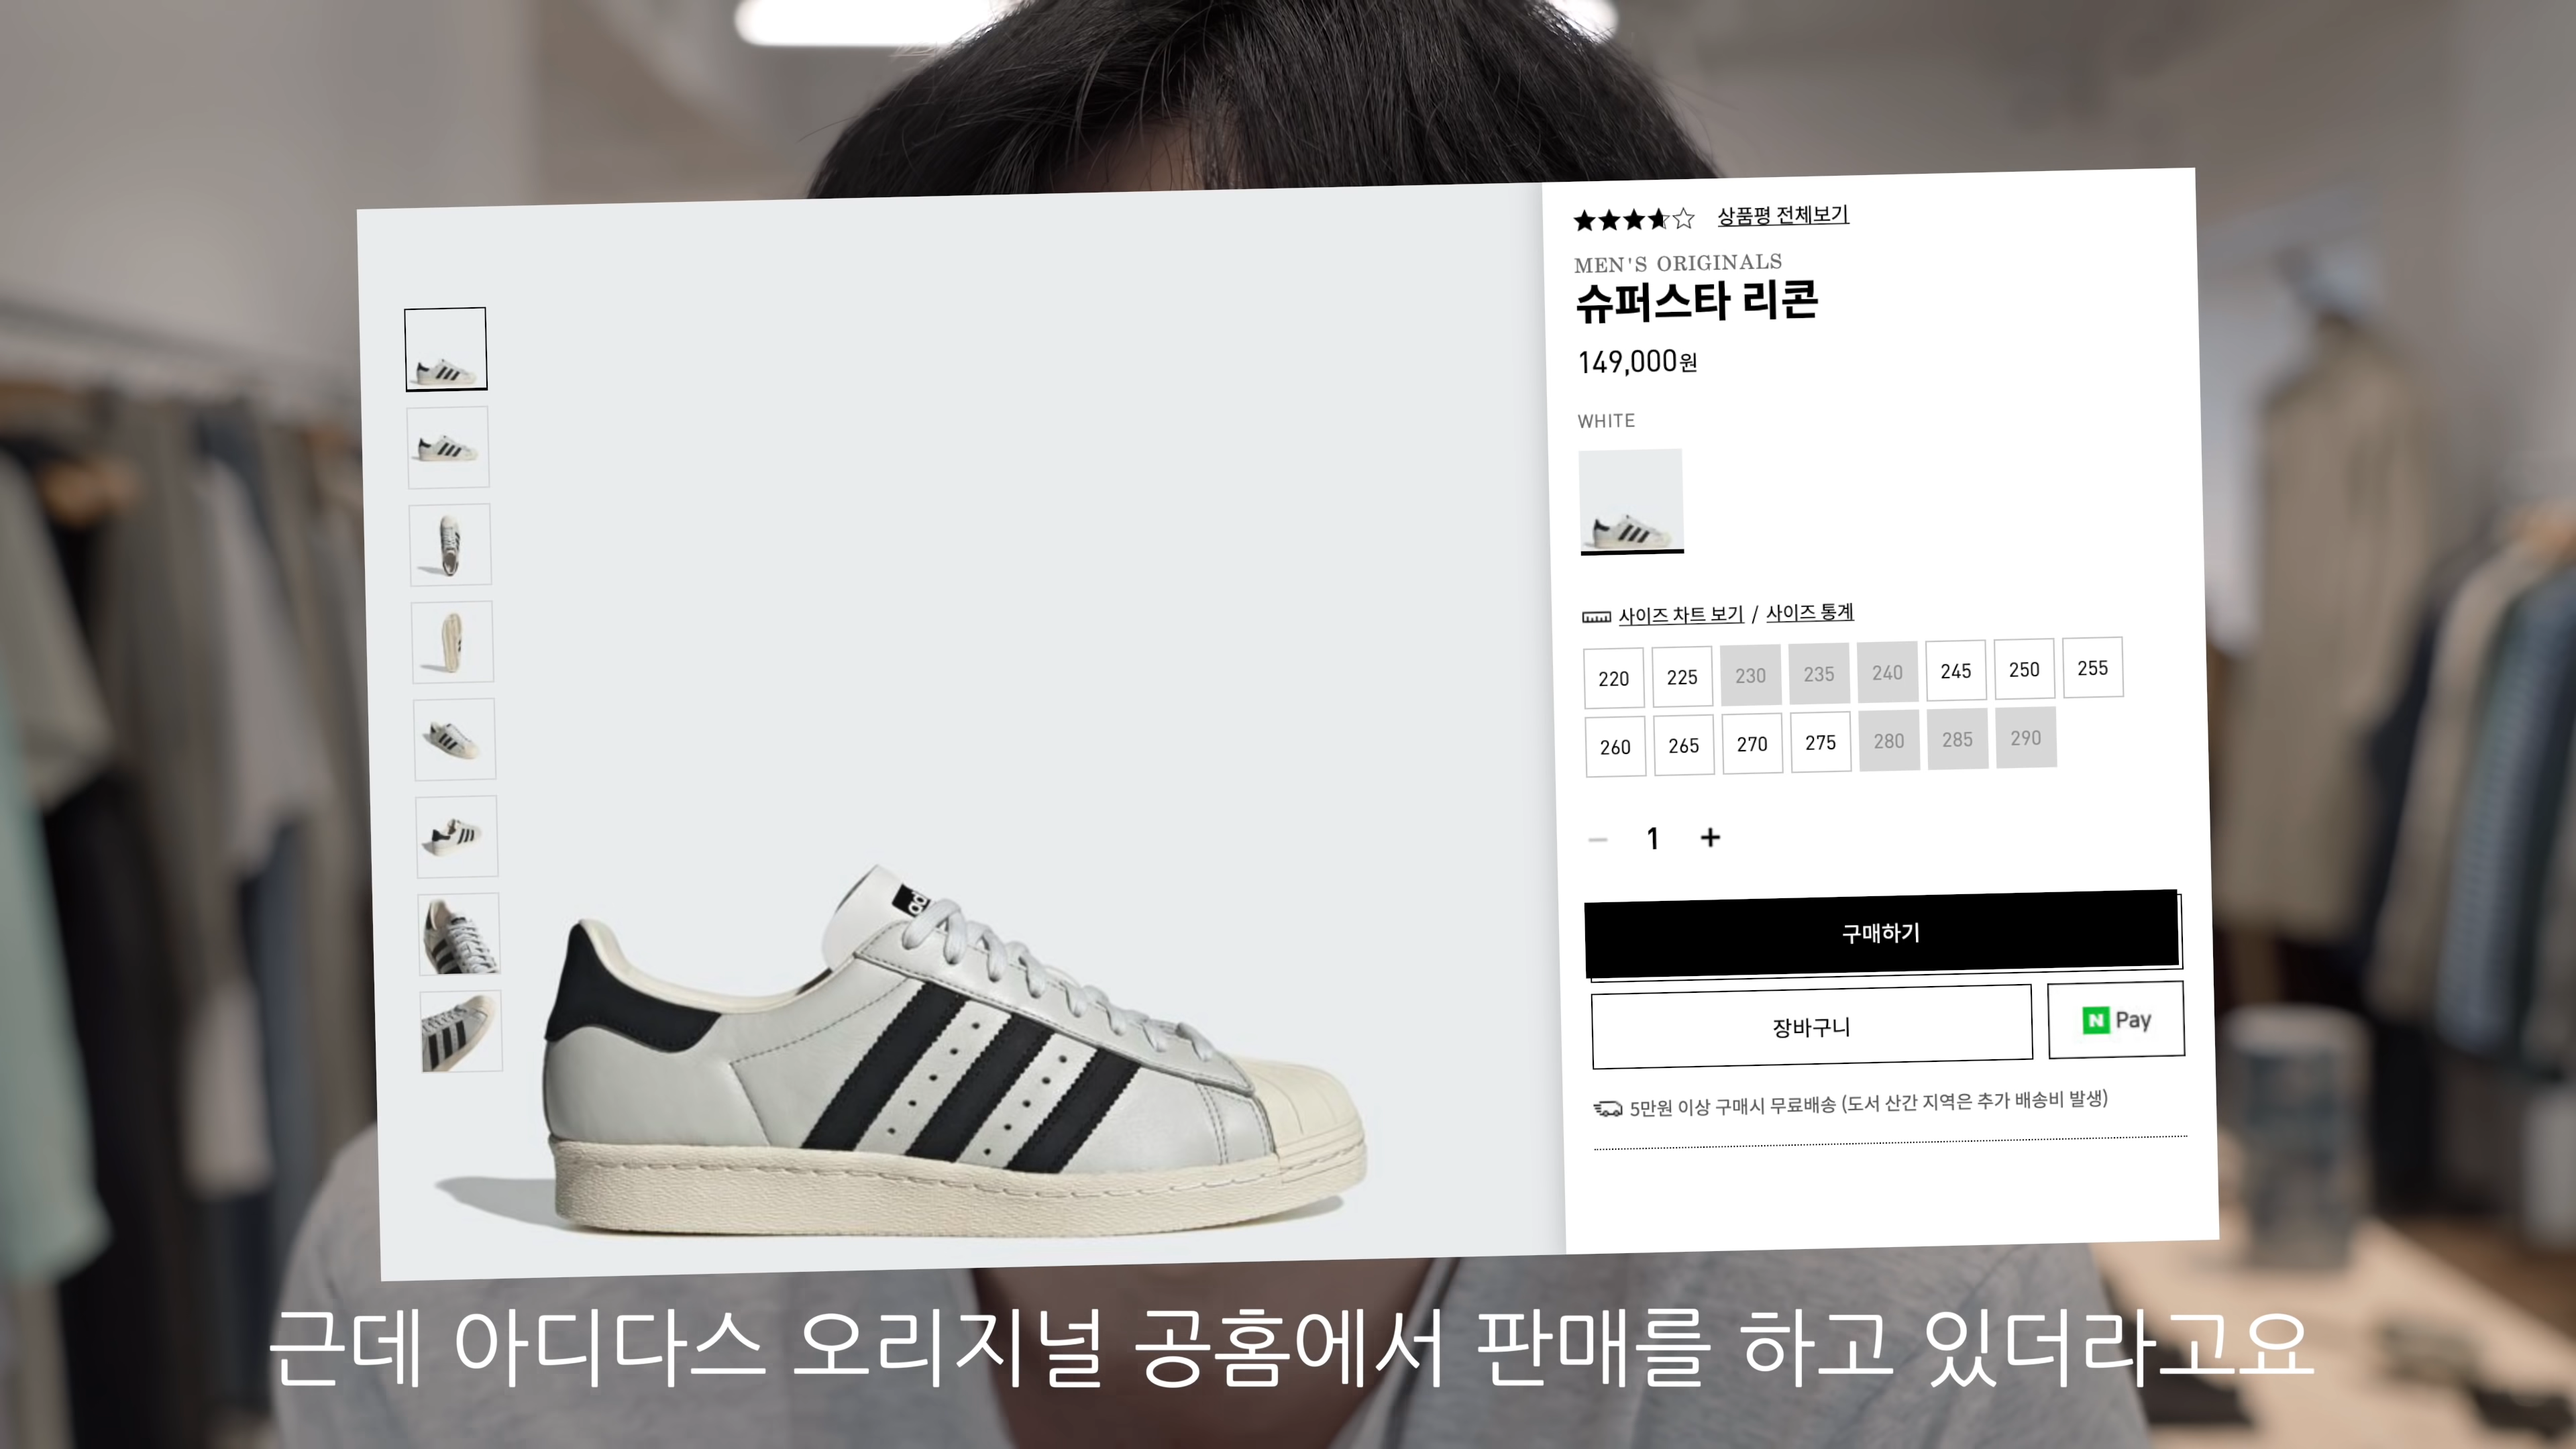 상품평 전체보기
MEN'S ORIGINALS
슈퍼스타 리콘
149,000원
WHITE
사이즈 차트 보기 / 사이즈 통계
220 225 230 235 240 245 250 255
260 265 270 275 280 285 290
1
구매하기
장바구니
N Pay
5만원 이상 구매시 무료배송 (도서 산간 지역은 추가 배송비 발생)
근데 아디다스 오리지널 공홈에서 판매를 하고 있더라고요